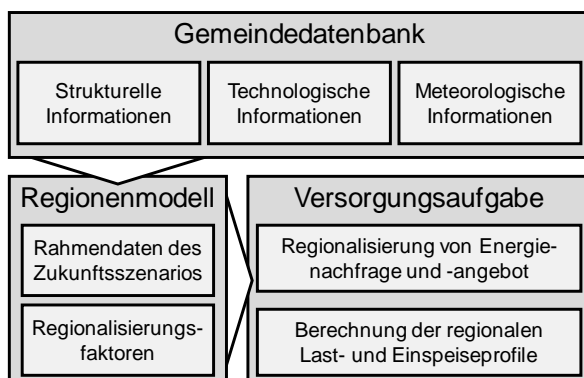 Gemeindedatenbank
Strukturelle
Informationen
Technologische
Informationen
Meteorologische
Informationen
Regionenmodell
Rahmendaten des
Zukunftsszenarios
Regionalisierungs-
faktoren
Versorgungsaufgabe
Regionalisierung von Energie-
nachfrage und -angebot
Berechnung der regionalen
Last- und Einspeiseprofile